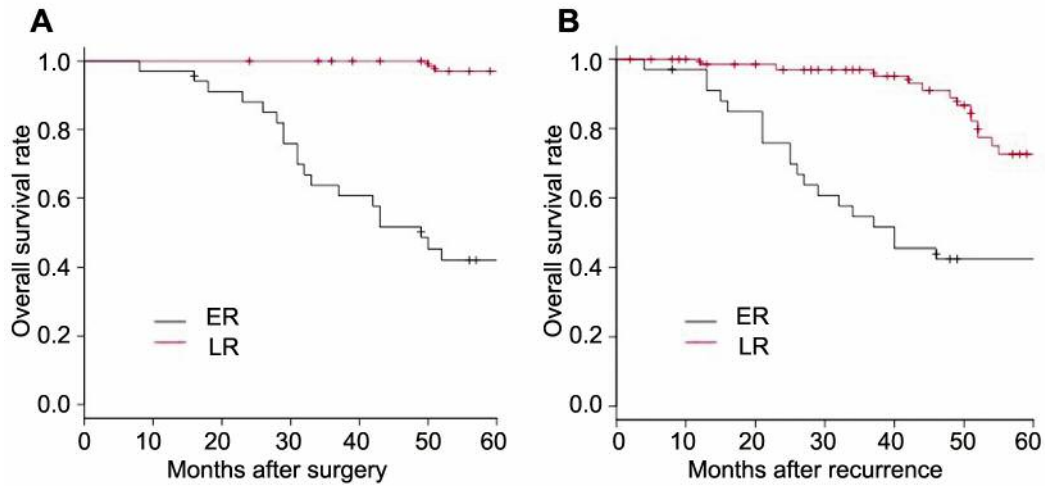 A
Overall survival rate
1.0
0.8
0.6
0.4
0.2
0.0
ER
LR
0 10 20 30 40 50 60
Months after surgery
B
Overall survival rate
1.0
0.8
0.6
0.4
0.2
0.0
ER
LR
0 10 20 30 40 50 60
Months after recurrence